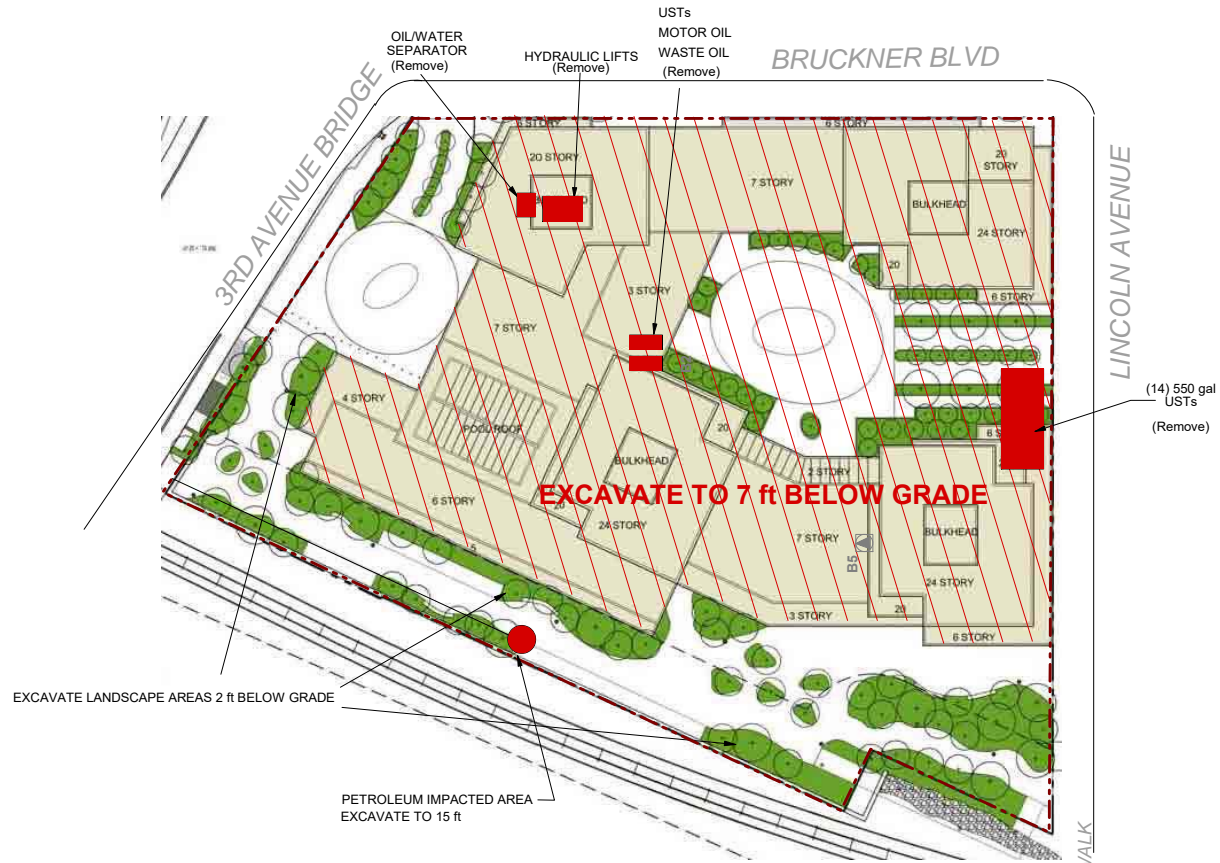 USTs
MOTOR OIL
WASTE OIL
(Remove)
OIL/WATER
SEPARATOR
(Remove)
HYDRAULIC LIFTS
(Remove)
BRUCKNER BLVD
3RD AVENUE BRIDGE
LINCOLN AVENUE
6 STORY
6 STORY
20 STORY
7 STORY
20
STORY
BULKHEAD
24 STORY
20
3 STORY
6 STORY
7 STORY
4 STORY
POOL ROOF
20
BULKHEAD
2 STORY
(14) 550 gal
USTs
(Remove)
EXCAVATE TO 7 ft BELOW GRADE
6 STORY
20
24 STORY
7 STORY
B5
BULKHEAD
24 STORY
20
3 STORY
6 STORY
EXCAVATE LANDSCAPE AREAS 2 ft BELOW GRADE
PETROLEUM IMPACTED AREA
EXCAVATE TO 15 ft